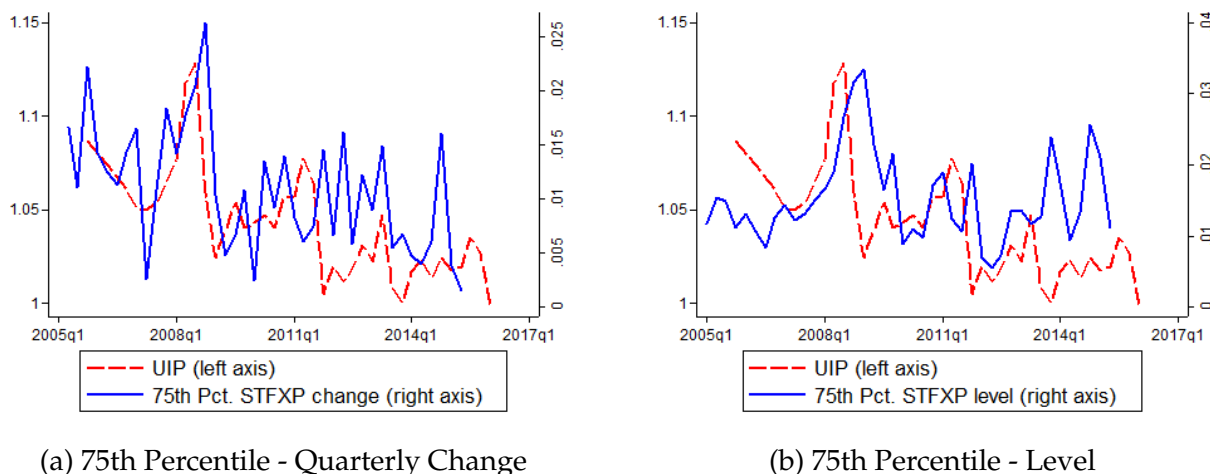 1.15
1.1
1.05
1
.025
.02
.015
.01
.005
0
2005q1 2008q1 2011q1 2014q1 2017q1
UIP (left axis)
75th Pct. STFXP change (right axis)
(a) 75th Percentile - Quarterly Change
1.15
1.1
1.05
1
.04
.03
.02
.01
0
2005q1 2008q1 2011q1 2014q1 2017q1
UIP (left axis)
75th Pct. STFXP level (right axis)
(b) 75th Percentile - Level